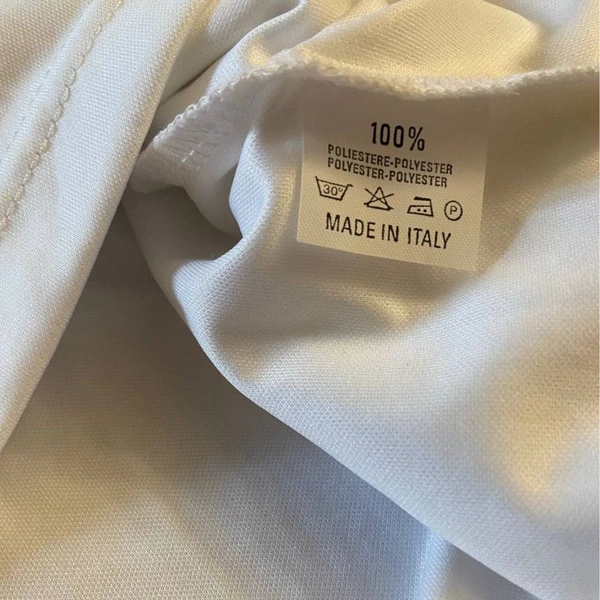 100%
POLIESTERE-POLYESTER
POLYESTER-POLYESTER
30° P
MADE IN ITALY